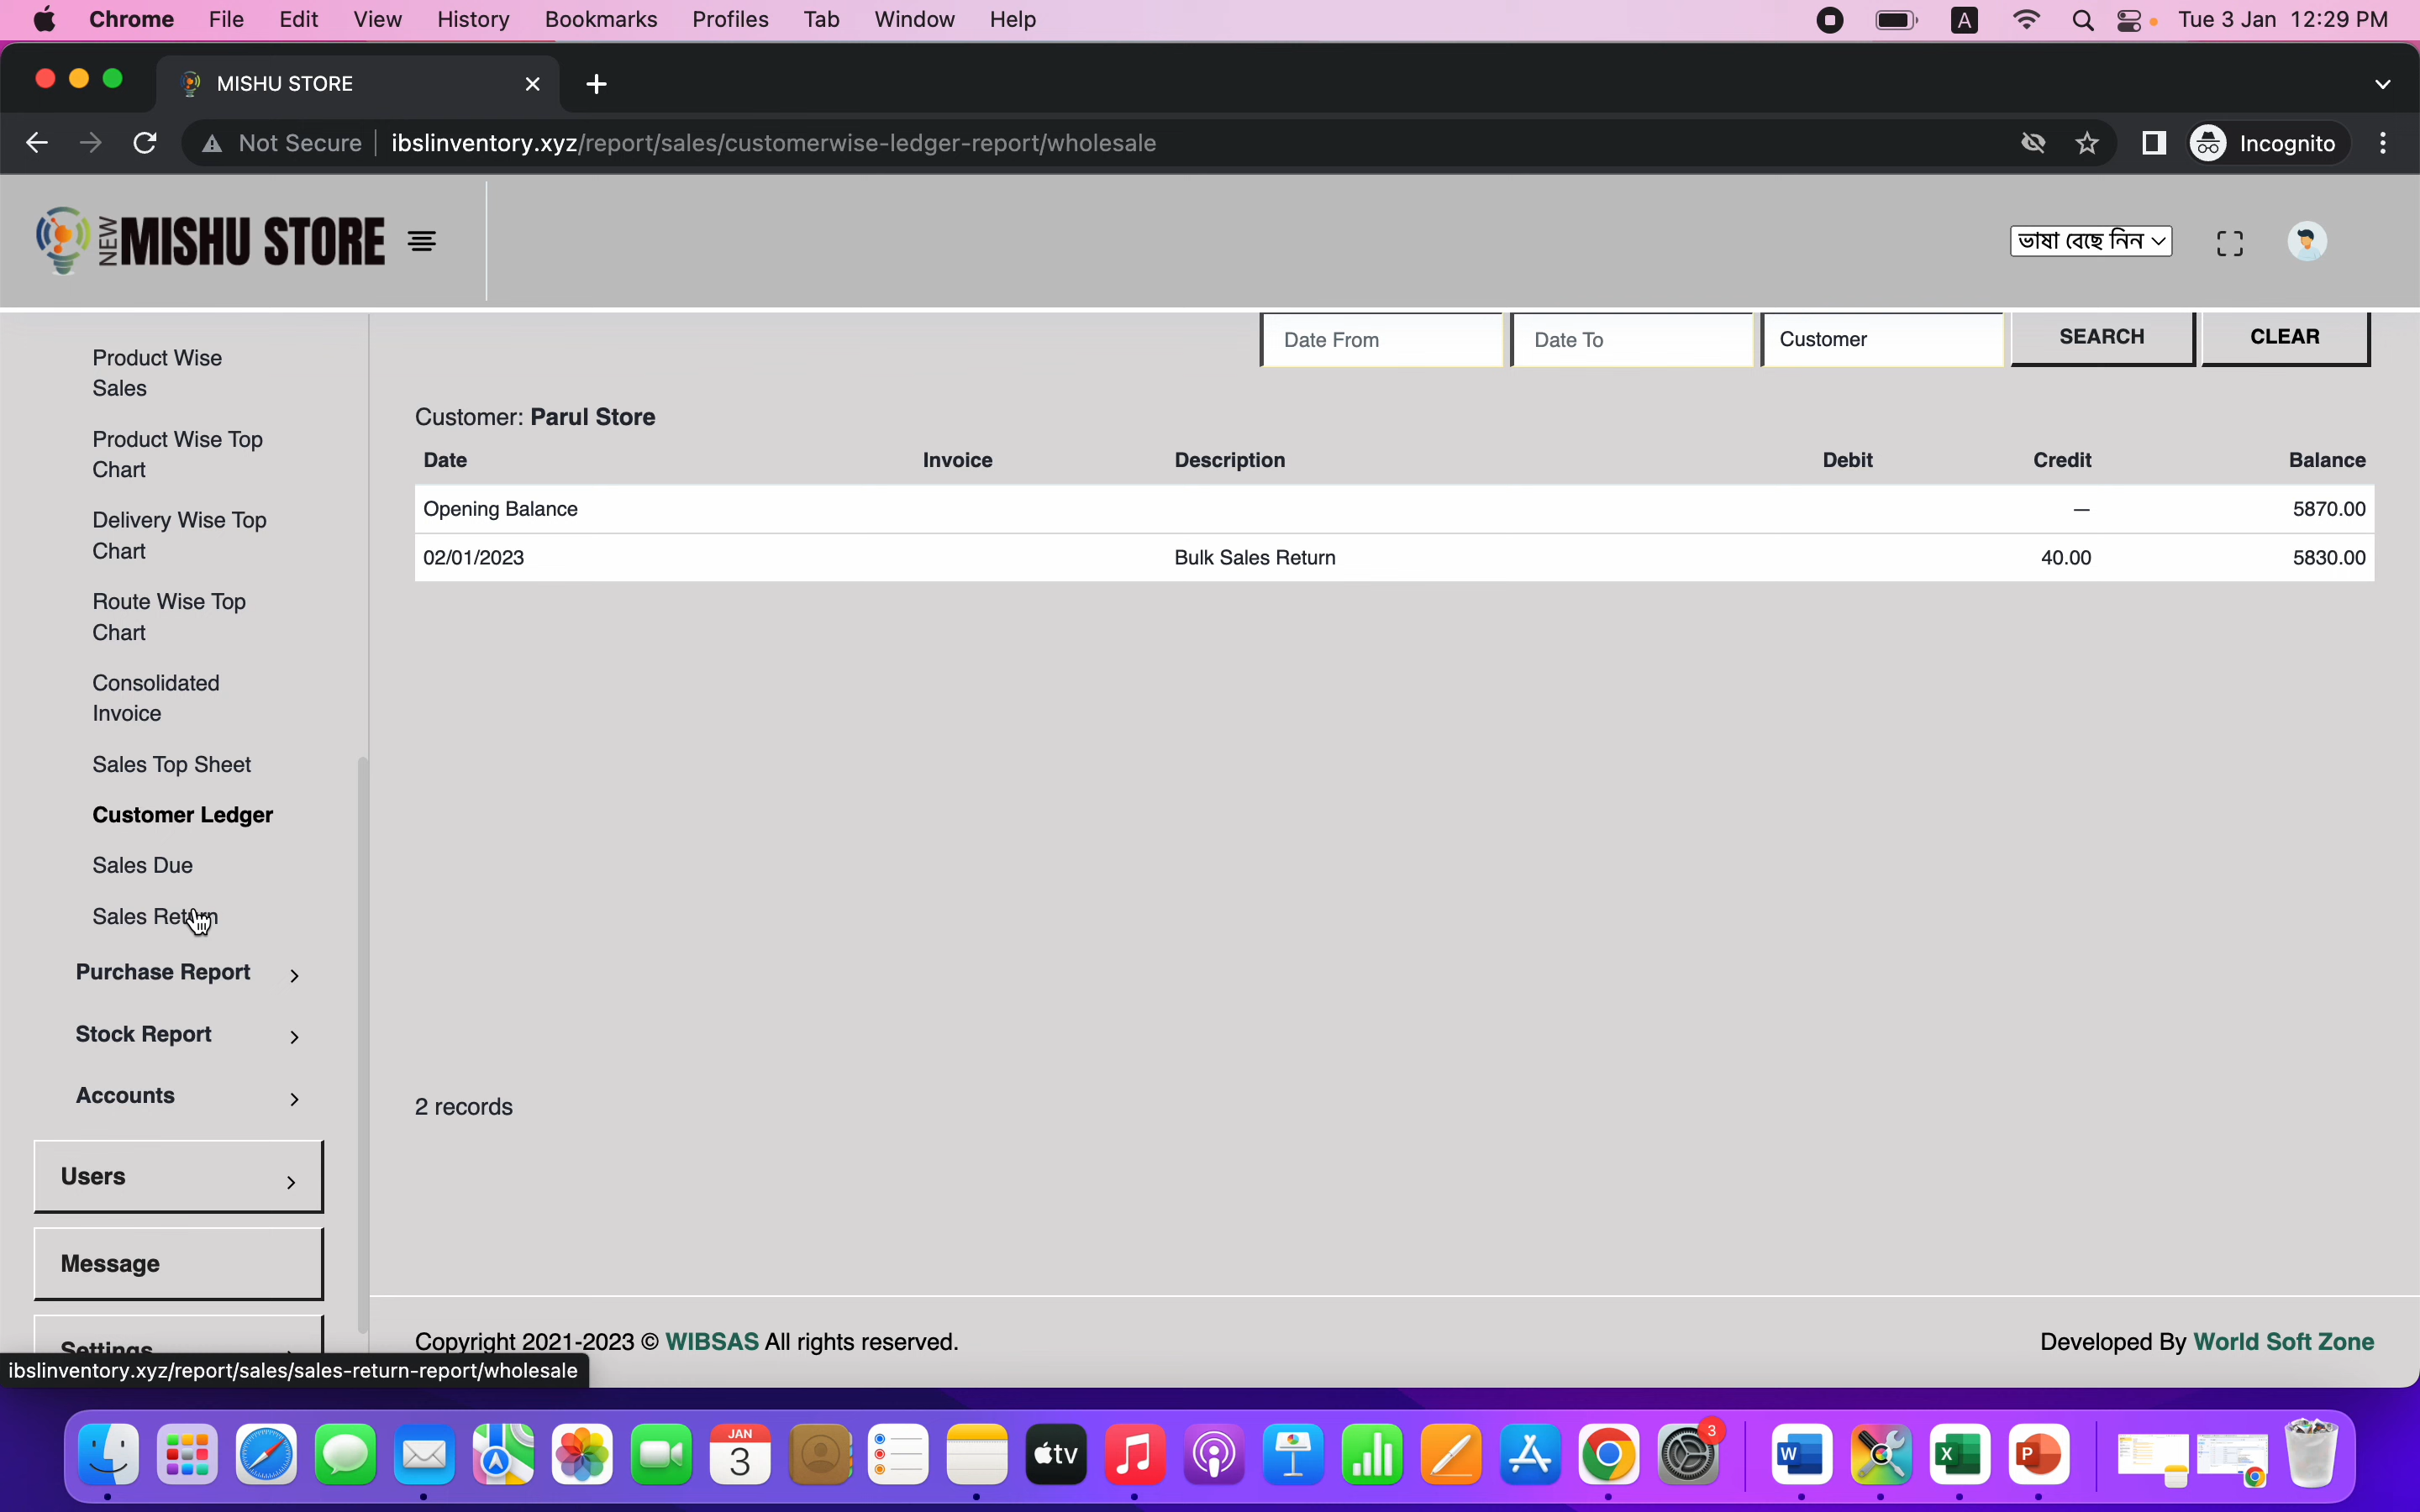 Chrome File Edit View History Bookmarks Profiles Tab Window Help A Tue 3 Jan 12:29 PM
MISHU STORE
Not Secure ibslinventory.xyz/report/sales/customerwise-ledger-report/wholesale Incognito
NEW MISHU STORE ভাষা বেছে নিন
Date From Date To Customer SEARCH CLEAR
Product Wise
Sales
Product Wise Top
Chart
Delivery Wise Top
Chart
Route Wise Top
Chart
Consolidated
Invoice
Sales Top Sheet
Customer Ledger
Sales Due
Sales Return
Purchase Report
Stock Report
Accounts
Users
Message
Settings
Customer: Parul Store
Date Invoice Description Debit Credit Balance
Opening Balance — 5870.00
02/01/2023 Bulk Sales Return 40.00 5830.00
2 records
Copyright 2021-2023 © WIBSAS All rights reserved. Developed By World Soft Zone
ibslinventory.xyz/report/sales/sales-return-report/wholesale
JAN
3
tv
3
W
X
P